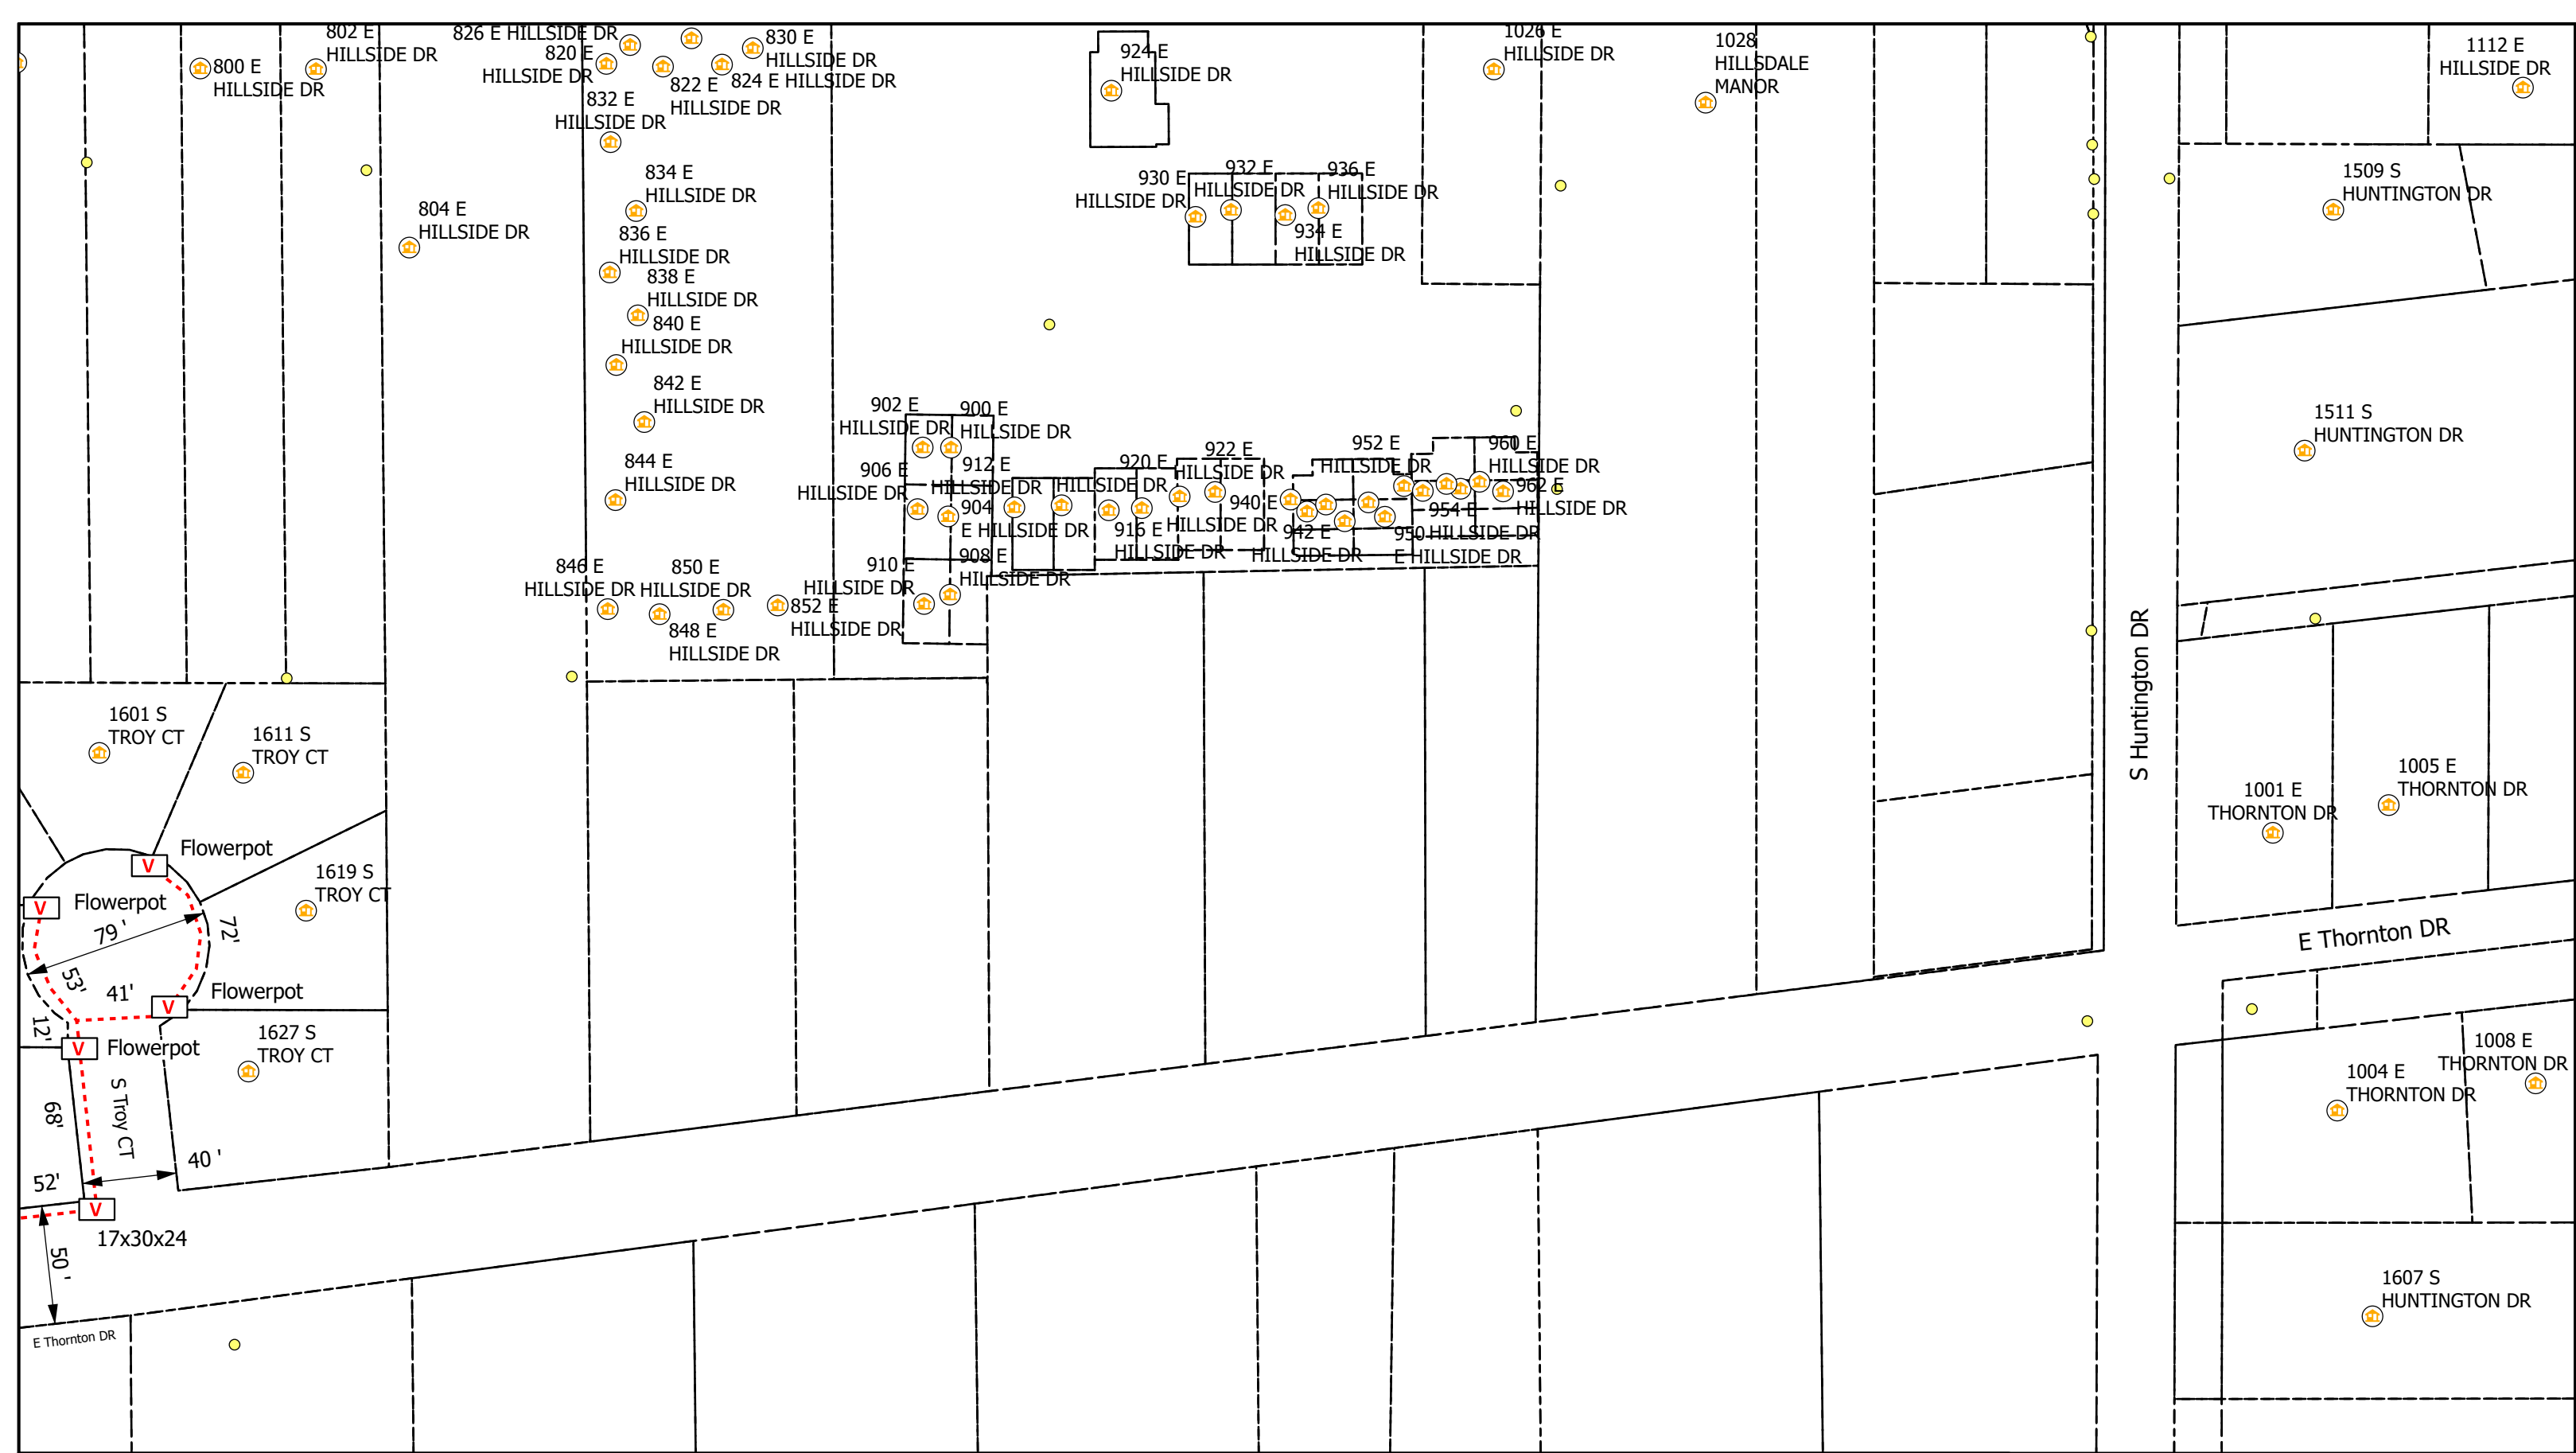 802 E
HILLSIDE DR
800 E
HILLSIDE DR
826 E HILLSIDE DR
820 E
HILLSIDE DR
830 E
HILLSIDE DR
824 E HILLSIDE DR
822 E
HILLSIDE DR
832 E
HILLSIDE DR
834 E
HILLSIDE DR
804 E
HILLSIDE DR
836 E
HILLSIDE DR
838 E
HILLSIDE DR
840 E
HILLSIDE DR
842 E
HILLSIDE DR
844 E
HILLSIDE DR
846 E
HILLSIDE DR
850 E
HILLSIDE DR
848 E
HILLSIDE DR
852 E
HILLSIDE DR
924 E
HILLSIDE DR
930 E
HILLSIDE DR
932 E
HILLSIDE DR
936 E
HILLSIDE DR
934 E
HILLSIDE DR
1026 E
HILLSIDE DR
1028
HILLSDALE
MANOR
1112 E
HILLSIDE DR
1509 S
HUNTINGTON DR
1511 S
HUNTINGTON DR
902 E
HILLSIDE DR
900 E
HILLSIDE DR
906 E
HILLSIDE DR
912 E
HILLSIDE DR
904
E HILLSIDE DR
910 E
HILLSIDE DR
908 E
HILLSIDE DR
920 E
HILLSIDE DR
916 E
HILLSIDE DR
922 E
HILLSIDE DR
940 E
HILLSIDE DR
942 E
HILLSIDE DR
952 E
HILLSIDE DR
950
E HILLSIDE DR
954 E
HILLSIDE DR
960 E
HILLSIDE DR
962 E
HILLSIDE DR
S Huntington DR
1001 E
THORNTON DR
1005 E
THORNTON DR
E Thornton DR
1004 E
THORNTON DR
1008 E
THORNTON DR
1607 S
HUNTINGTON DR
1601 S
TROY CT
1611 S
TROY CT
1619 S
TROY CT
1627 S
TROY CT
V
Flowerpot
V
Flowerpot
79 '
72'
53'
41'
V
Flowerpot
12'
V
Flowerpot
68'
S Troy CT
40 '
52'
V
17x30x24
50 '
E Thornton DR